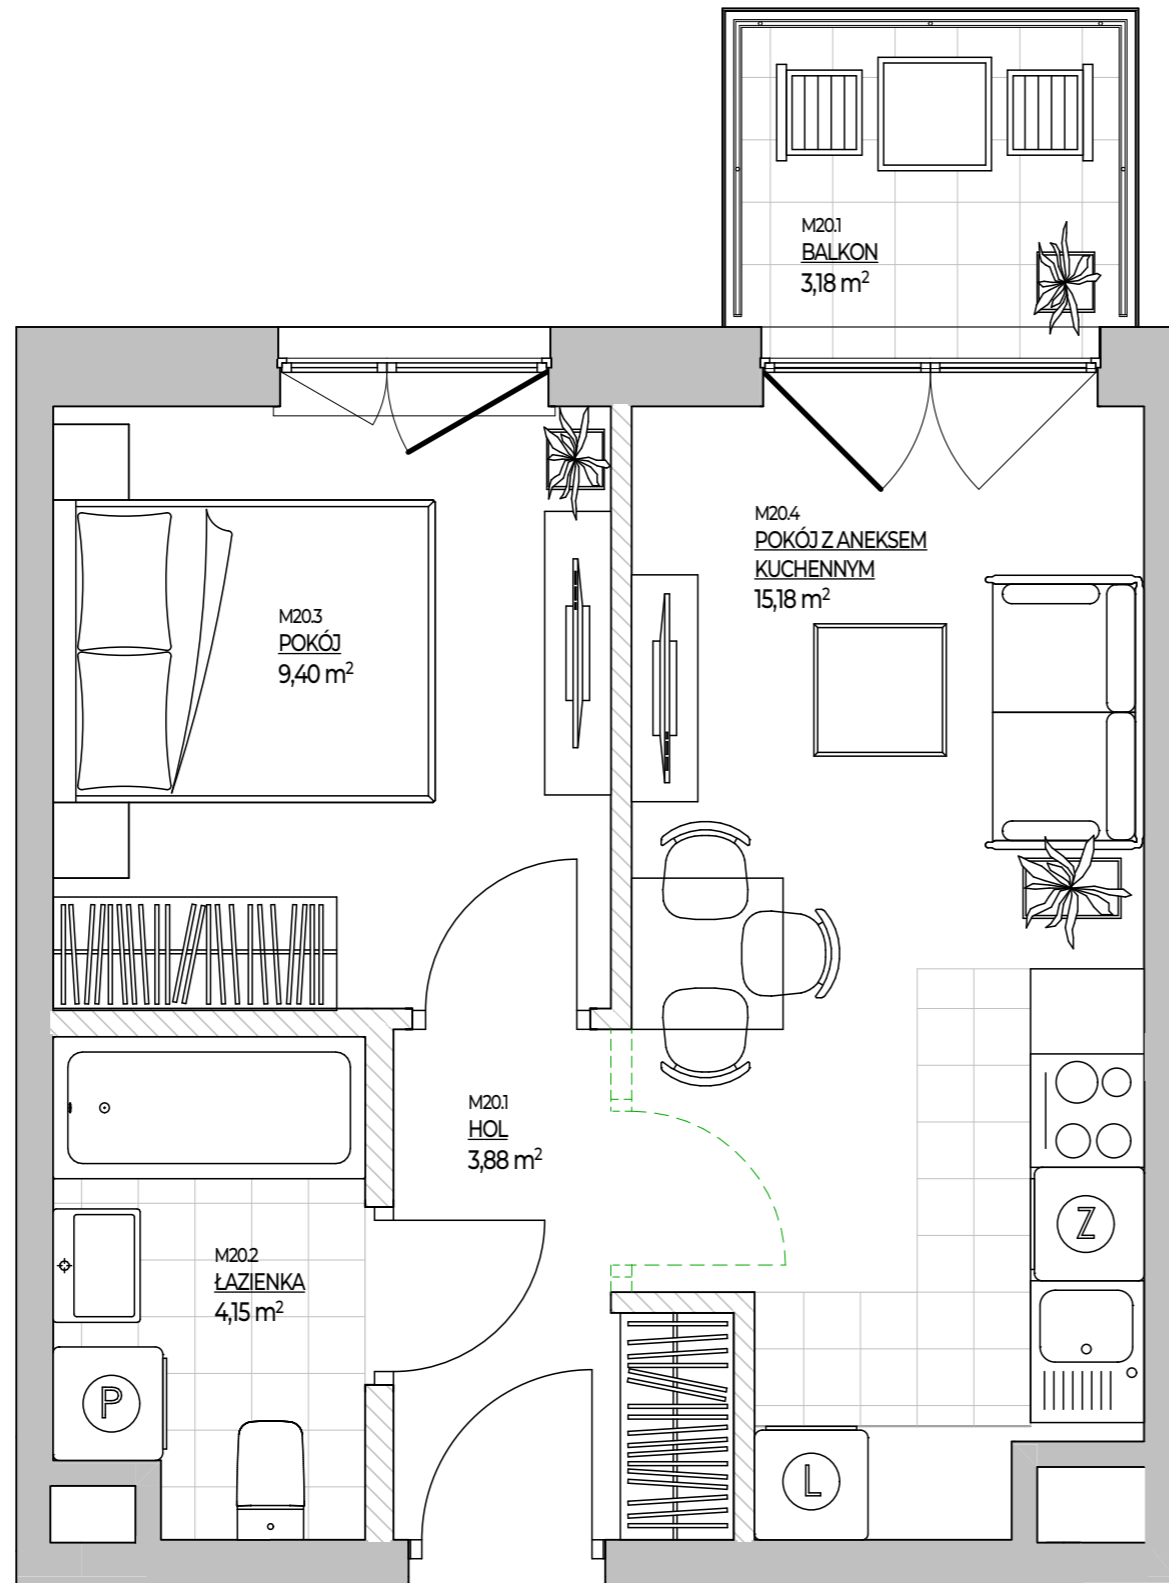 M20.1
BALKON
3,18 m²
M20.4
POKÓJ Z ANEKSEM
KUCHENNYM
15,18 m²
M20.3
POKÓJ
9,40 m²
M20.1
HOL
3,88 m²
Z
M20.2
ŁAZIENKA
4,15 m²
P
L